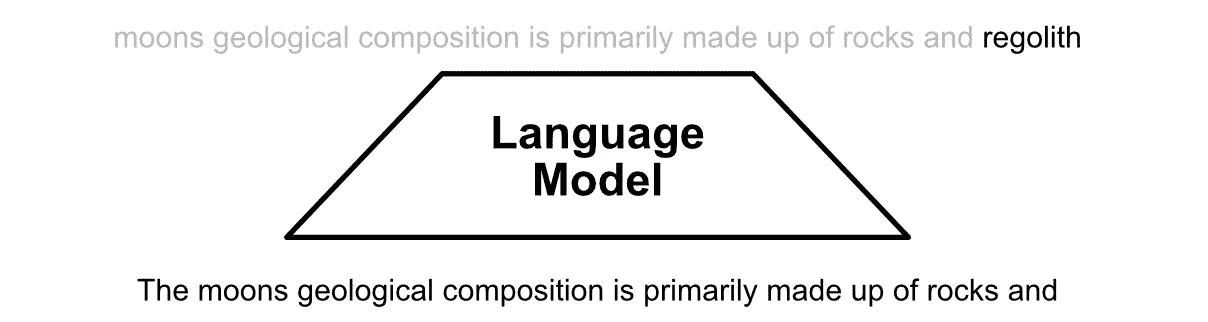 moons geological composition is primarily made up of rocks and regolith
Language
Model
The moons geological composition is primarily made up of rocks and